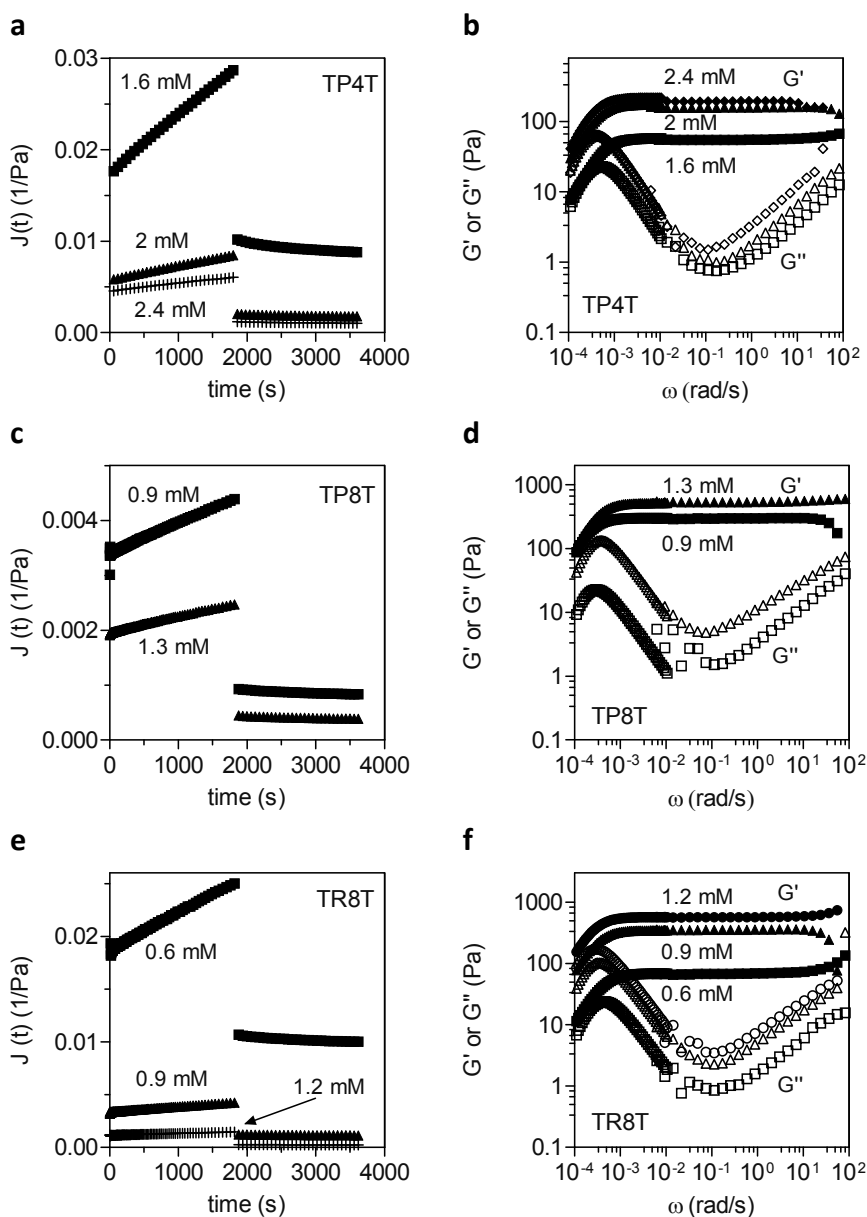 a
0.03
0.02
0.01
0.00
J(t) (1/Pa)
1.6 mM
TP4T
2 mM
2.4 mM
0 1000 2000 3000 4000
time (s)
b
100
10
1
0.1
G' or G" (Pa)
2.4 mM G'
2 mM
1.6 mM
G"
TP4T
10⁻⁴ 10⁻³ 10⁻² 10⁻¹ 10⁰ 10¹ 10²
ω (rad/s)
c
0.004
0.002
0.000
J (t) (1/Pa)
0.9 mM
TP8T
1.3 mM
0 1000 2000 3000 4000
time (s)
d
1000
100
10
1
0.1
G' or G" (Pa)
1.3 mM G'
0.9 mM
G"
TP8T
10⁻⁴ 10⁻³ 10⁻² 10⁻¹ 10⁰ 10¹ 10²
ω (rad/s)
e
0.02
0.01
0.00
J (t) (1/Pa)
TR8T
0.6 mM
0.9 mM
1.2 mM
0 1000 2000 3000 4000
time (s)
f
1000
100
10
1
0.1
G' or G" (Pa)
1.2 mM G'
0.9 mM
0.6 mM
G"
TR8T
10⁻⁴ 10⁻³ 10⁻² 10⁻¹ 10⁰ 10¹ 10²
ω (rad/s)